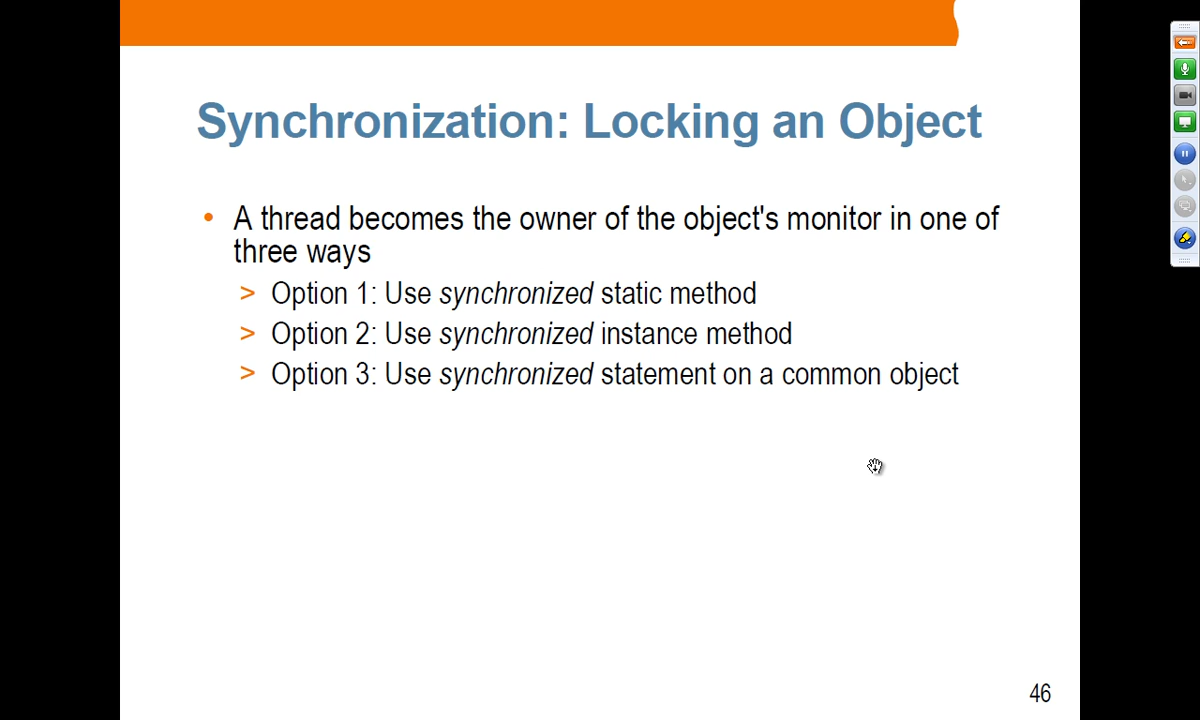 Synchronization: Locking an Object
• A thread becomes the owner of the object's monitor in one of
three ways
> Option 1: Use synchronized static method
> Option 2: Use synchronized instance method
> Option 3: Use synchronized statement on a common object
46